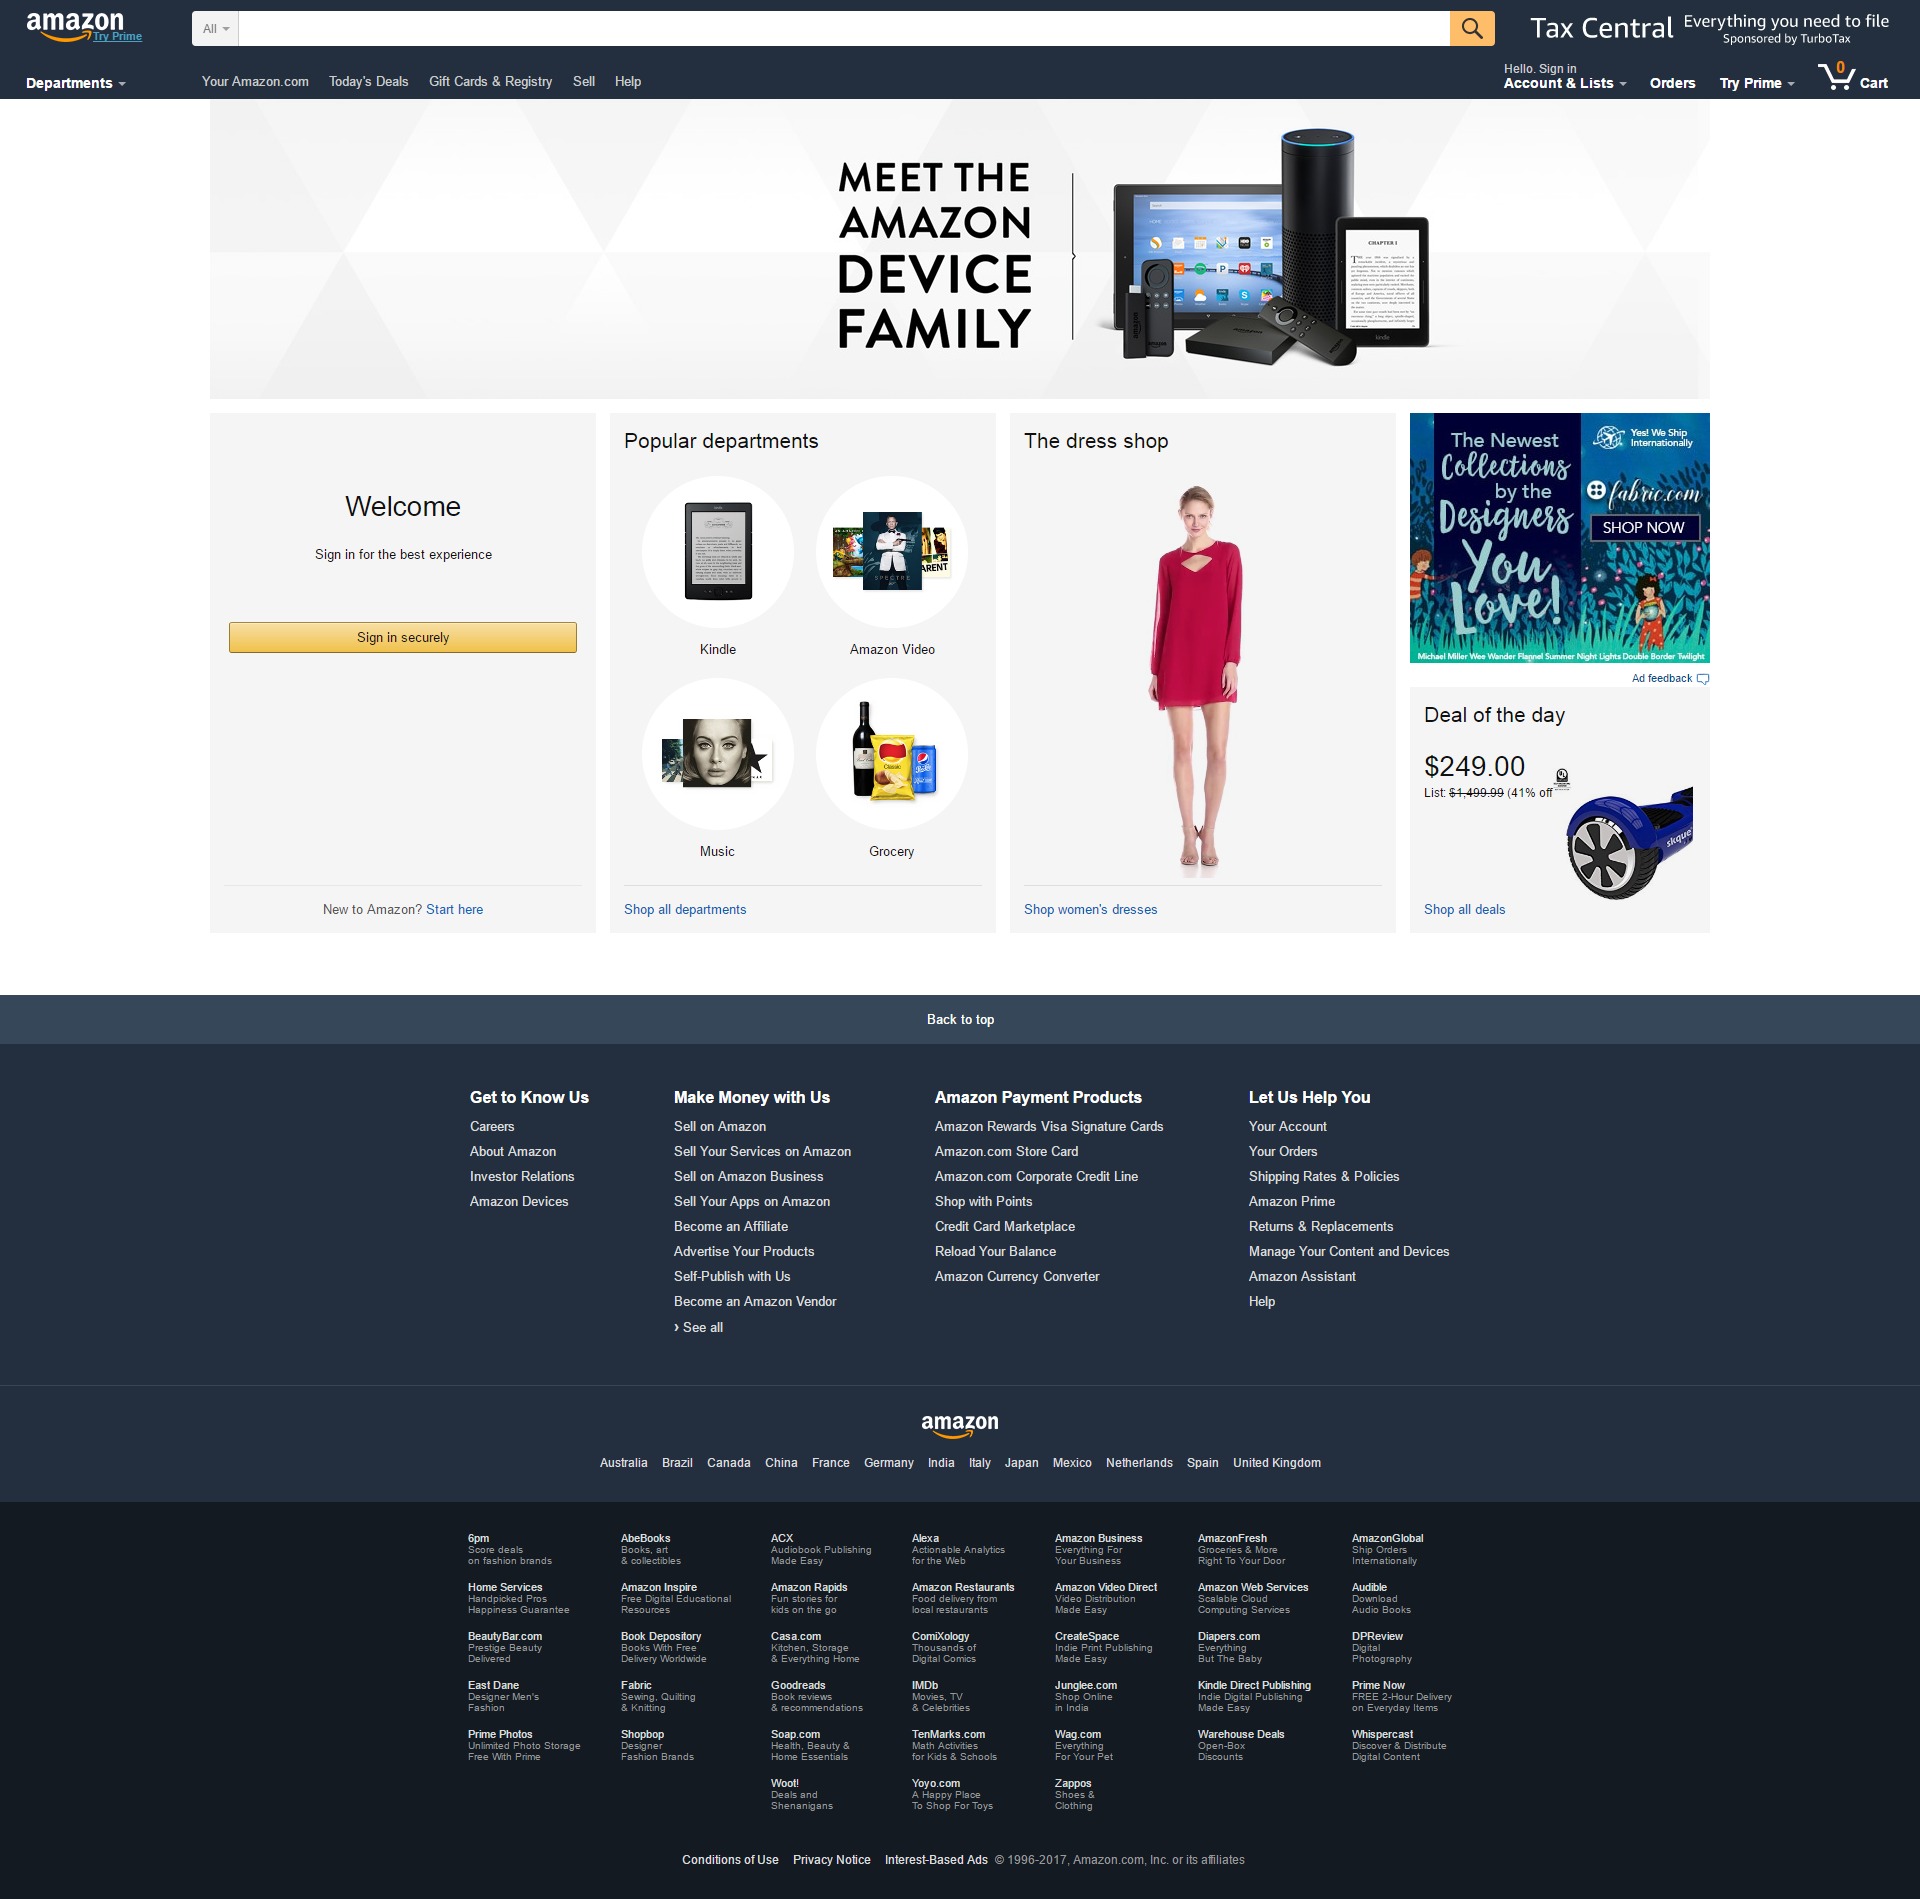 amazon
Try Prime
All
Tax Central
Everything you need to file
Sponsored by TurboTax
Departments
Your Amazon.com
Today's Deals
Gift Cards & Registry
Sell
Help
Hello. Sign in
Account & Lists
Orders
Try Prime
0
Cart
MEET THE
AMAZON
DEVICE
FAMILY
CHAPTER I
kindle
Welcome
Sign in for the best experience
Sign in securely
New to Amazon? Start here
Popular departments
SPECTRE
ARENT
Kindle
Amazon Video
Classic
Music
Grocery
Shop all departments
The dress shop
Shop women's dresses
The Newest
Collections
by the
Designers
You
Love!
Yes! We Ship
Internationally
fabric.com
SHOP NOW
Michael Miller Wee Wander Flannel Summer Night Lights Double Border Twilight
Ad feedback
Deal of the day
$249.00
List: $1,499.99 (41% off
skque
Shop all deals
Back to top
Get to Know Us
Careers
About Amazon
Investor Relations
Amazon Devices
Make Money with Us
Sell on Amazon
Sell Your Services on Amazon
Sell on Amazon Business
Sell Your Apps on Amazon
Become an Affiliate
Advertise Your Products
Self-Publish with Us
Become an Amazon Vendor
› See all
Amazon Payment Products
Amazon Rewards Visa Signature Cards
Amazon.com Store Card
Amazon.com Corporate Credit Line
Shop with Points
Credit Card Marketplace
Reload Your Balance
Amazon Currency Converter
Let Us Help You
Your Account
Your Orders
Shipping Rates & Policies
Amazon Prime
Returns & Replacements
Manage Your Content and Devices
Amazon Assistant
Help
amazon
Australia Brazil Canada China France Germany India Italy Japan Mexico Netherlands Spain United Kingdom
6pm
Score deals
on fashion brands
AbeBooks
Books, art
& collectibles
ACX
Audiobook Publishing
Made Easy
Alexa
Actionable Analytics
for the Web
Amazon Business
Everything For
Your Business
AmazonFresh
Groceries & More
Right To Your Door
AmazonGlobal
Ship Orders
Internationally
Home Services
Handpicked Pros
Happiness Guarantee
Amazon Inspire
Free Digital Educational
Resources
Amazon Rapids
Fun stories for
kids on the go
Amazon Restaurants
Food delivery from
local restaurants
Amazon Video Direct
Video Distribution
Made Easy
Amazon Web Services
Scalable Cloud
Computing Services
Audible
Download
Audio Books
BeautyBar.com
Prestige Beauty
Delivered
Book Depository
Books With Free
Delivery Worldwide
Casa.com
Kitchen, Storage
& Everything Home
ComiXology
Thousands of
Digital Comics
CreateSpace
Indie Print Publishing
Made Easy
Diapers.com
Everything
But The Baby
DPReview
Digital
Photography
East Dane
Designer Men's
Fashion
Fabric
Sewing, Quilting
& Knitting
Goodreads
Book reviews
& recommendations
IMDb
Movies, TV
& Celebrities
Junglee.com
Shop Online
in India
Kindle Direct Publishing
Indie Digital Publishing
Made Easy
Prime Now
FREE 2-Hour Delivery
on Everyday Items
Prime Photos
Unlimited Photo Storage
Free With Prime
Shopbop
Designer
Fashion Brands
Soap.com
Health, Beauty &
Home Essentials
TenMarks.com
Math Activities
for Kids & Schools
Wag.com
Everything
For Your Pet
Warehouse Deals
Open-Box
Discounts
Whispercast
Discover & Distribute
Digital Content
Woot!
Deals and
Shenanigans
Yoyo.com
A Happy Place
To Shop For Toys
Zappos
Shoes &
Clothing
Conditions of Use Privacy Notice Interest-Based Ads © 1996-2017, Amazon.com, Inc. or its affiliates